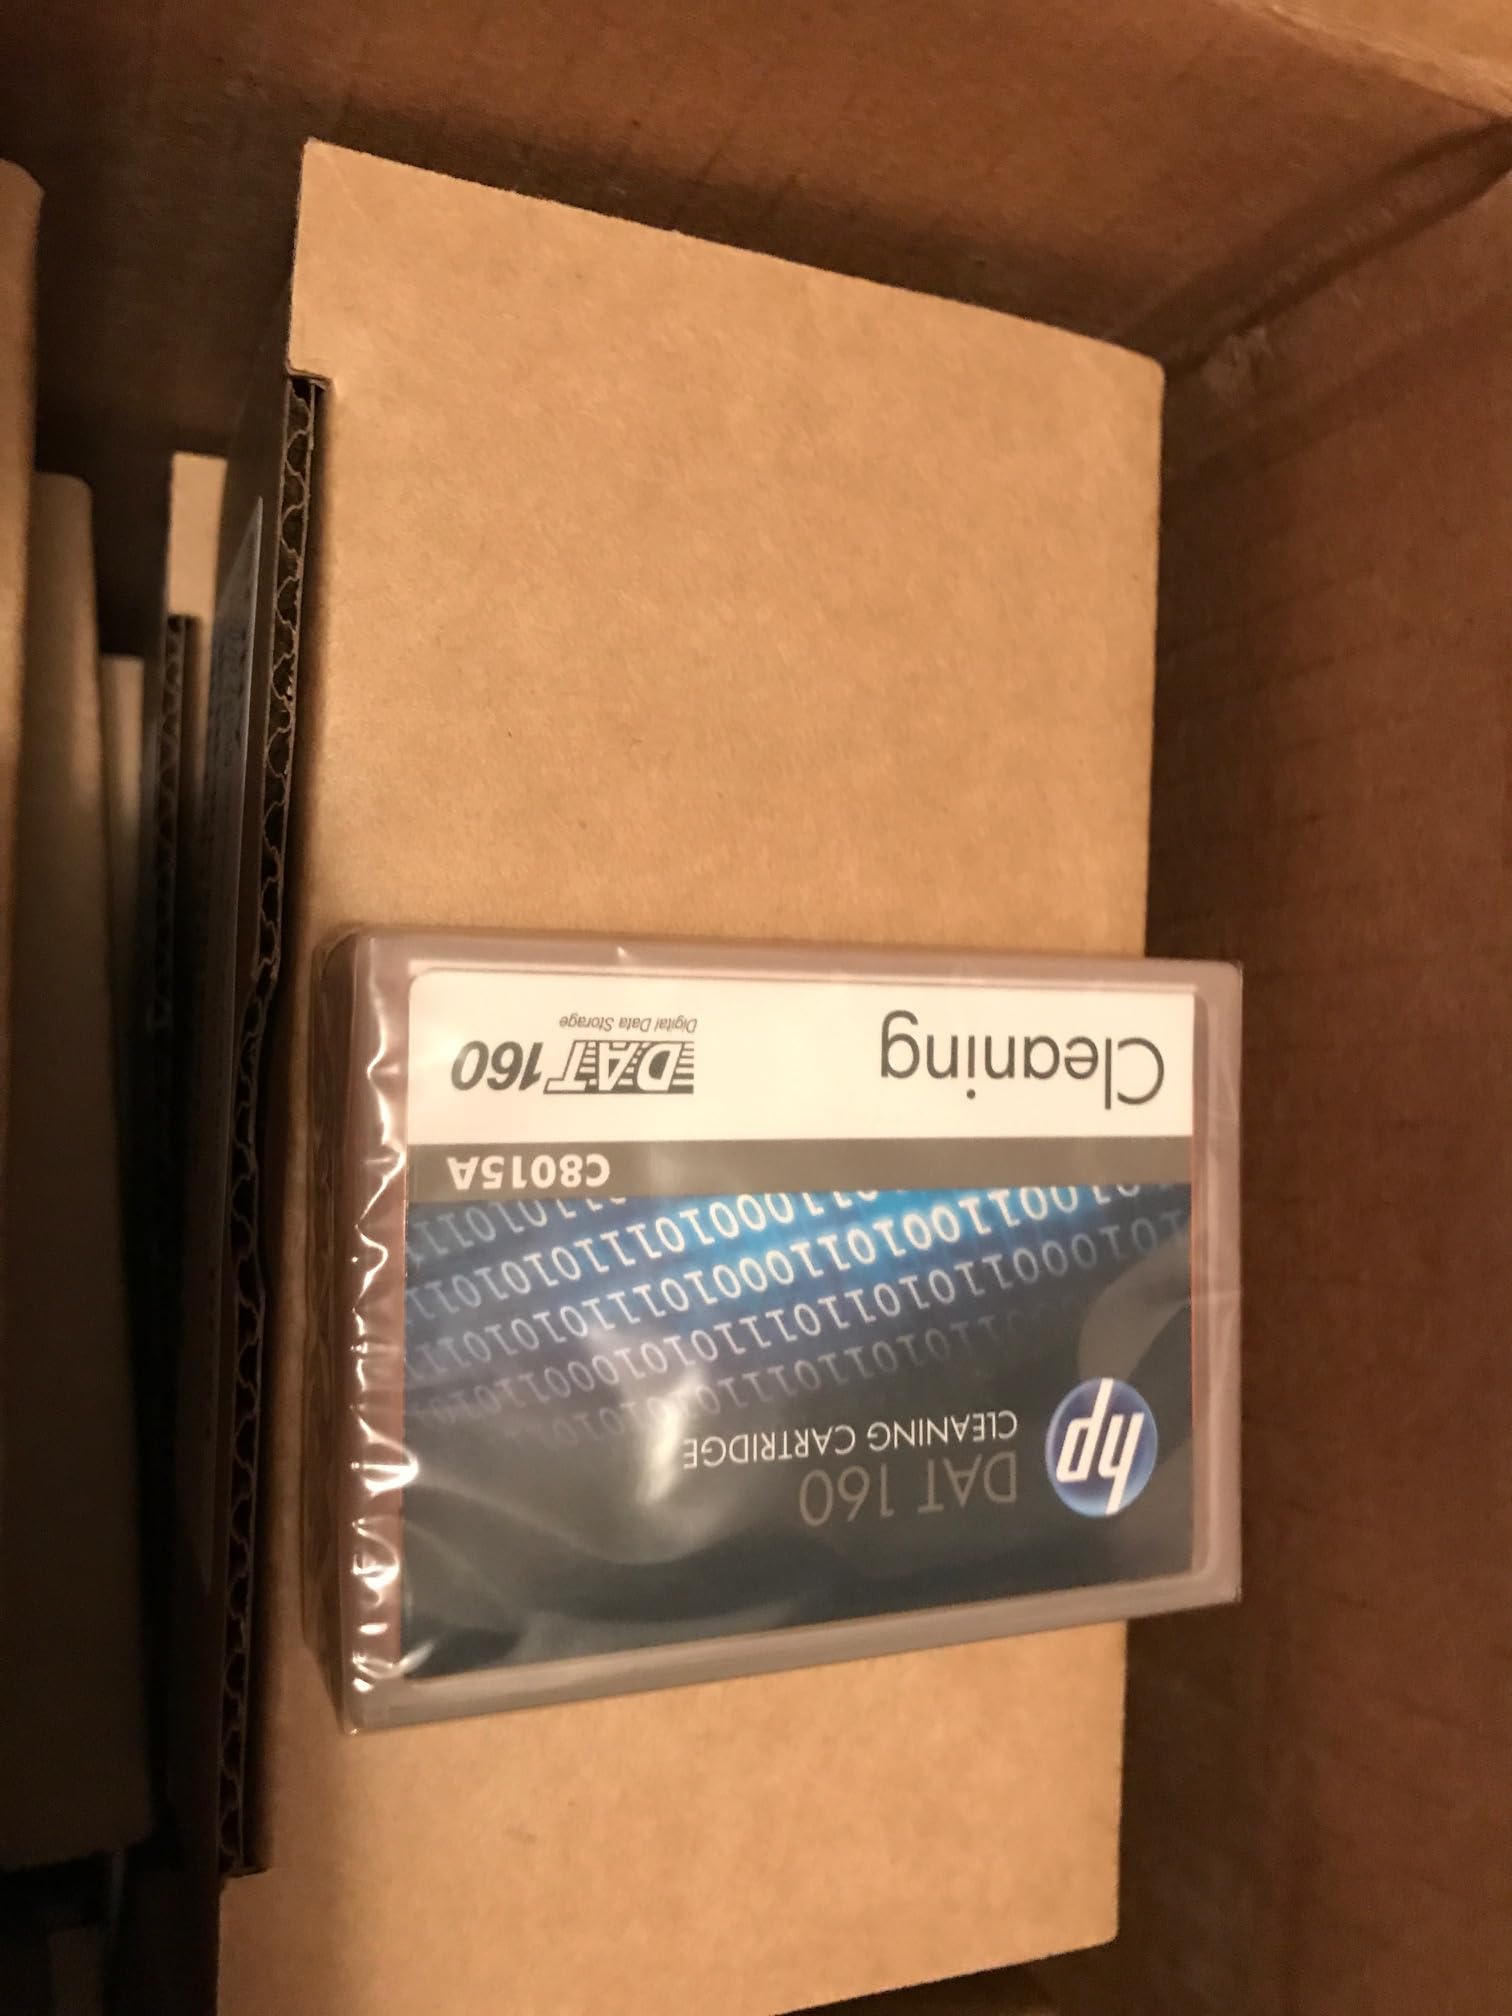 hp
DAT 160
CLEANING CARTRIDGE
C8015A
Cleaning
DAT 160
Digital Data Storage